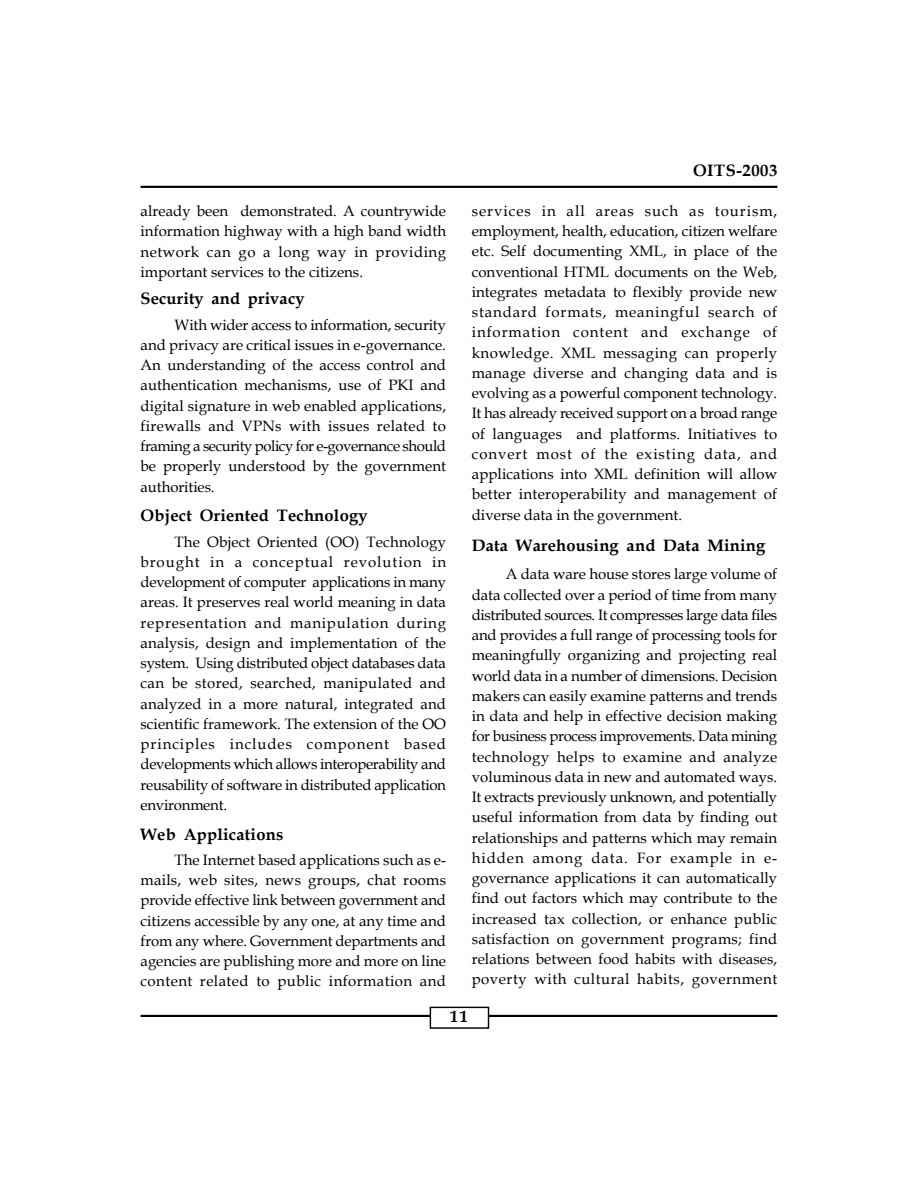 OITS-2003
already been demonstrated. A countrywide
information highway with a high band width
network can go a long way in providing
important services to the citizens.
Security and privacy
With wider access to information, security
and privacy are critical issues in e-governance.
An understanding of the access control and
authentication mechanisms, use of PKI and
digital signature in web enabled applications,
firewalls and VPNs with issues related to
framing a security policy for e-governance should
be properly understood by the government
authorities.
Object Oriented Technology
The Object Oriented (OO) Technology
brought in a conceptual revolution in
development of computer applications in many
areas. It preserves real world meaning in data
representation and manipulation during
analysis, design and implementation of the
system. Using distributed object databases data
can be stored, searched, manipulated and
analyzed in a more natural, integrated and
scientific framework. The extension of the OO
principles includes component based
developments which allows interoperability and
reusability of software in distributed application
environment.
Web Applications
The Internet based applications such as e-
mails, web sites, news groups, chat rooms
provide effective link between government and
citizens accessible by any one, at any time and
from any where. Government departments and
agencies are publishing more and more on line
content related to public information and
services in all areas such as tourism,
employment, health, education, citizen welfare
etc. Self documenting XML, in place of the
conventional HTML documents on the Web,
integrates metadata to flexibly provide new
standard formats, meaningful search of
information content and exchange of
knowledge. XML messaging can properly
manage diverse and changing data and is
evolving as a powerful component technology.
It has already received support on a broad range
of languages and platforms. Initiatives to
convert most of the existing data, and
applications into XML definition will allow
better interoperability and management of
diverse data in the government.
Data Warehousing and Data Mining
A data ware house stores large volume of
data collected over a period of time from many
distributed sources. It compresses large data files
and provides a full range of processing tools for
meaningfully organizing and projecting real
world data in a number of dimensions. Decision
makers can easily examine patterns and trends
in data and help in effective decision making
for business process improvements. Data mining
technology helps to examine and analyze
voluminous data in new and automated ways.
It extracts previously unknown, and potentially
useful information from data by finding out
relationships and patterns which may remain
hidden among data. For example in e-
governance applications it can automatically
find out factors which may contribute to the
increased tax collection, or enhance public
satisfaction on government programs; find
relations between food habits with diseases,
poverty with cultural habits, government
11